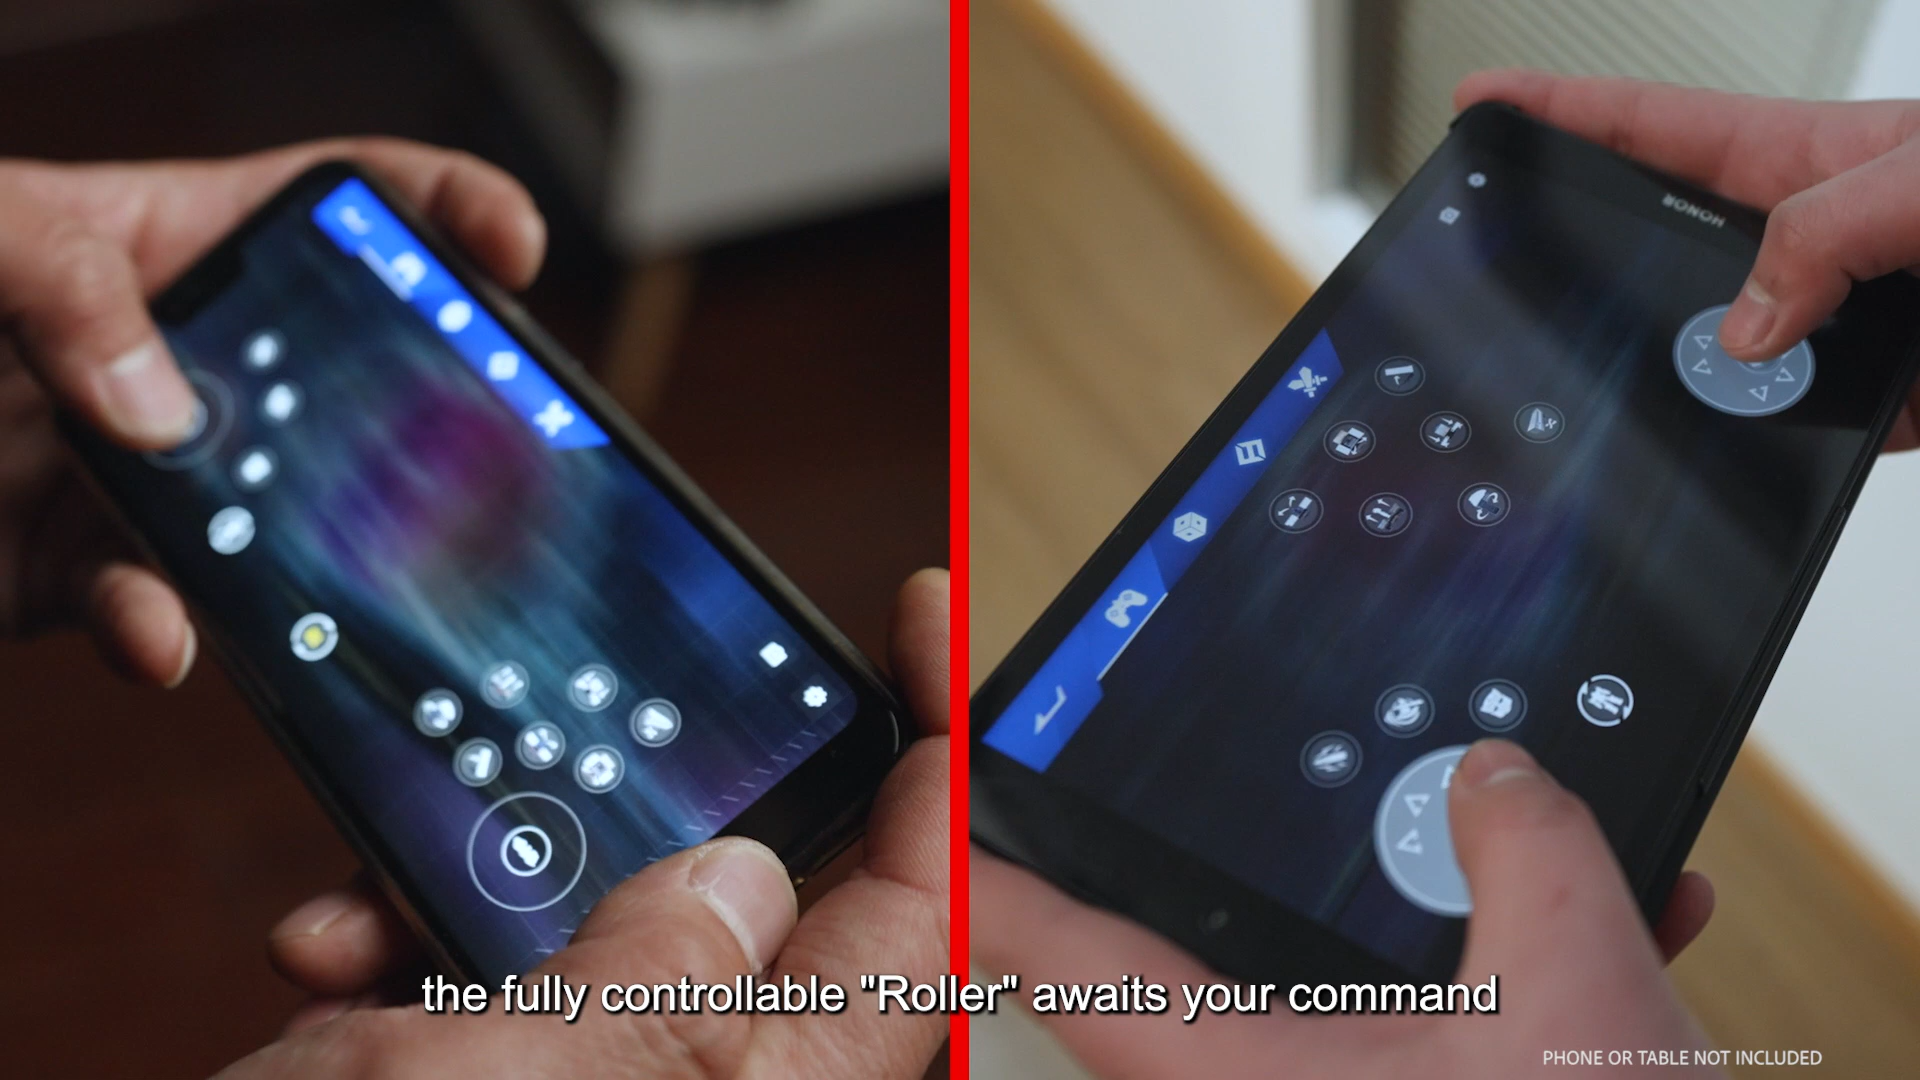 HONOR
the fully controllable "Roller" awaits your command
PHONE OR TABLE NOT INCLUDED